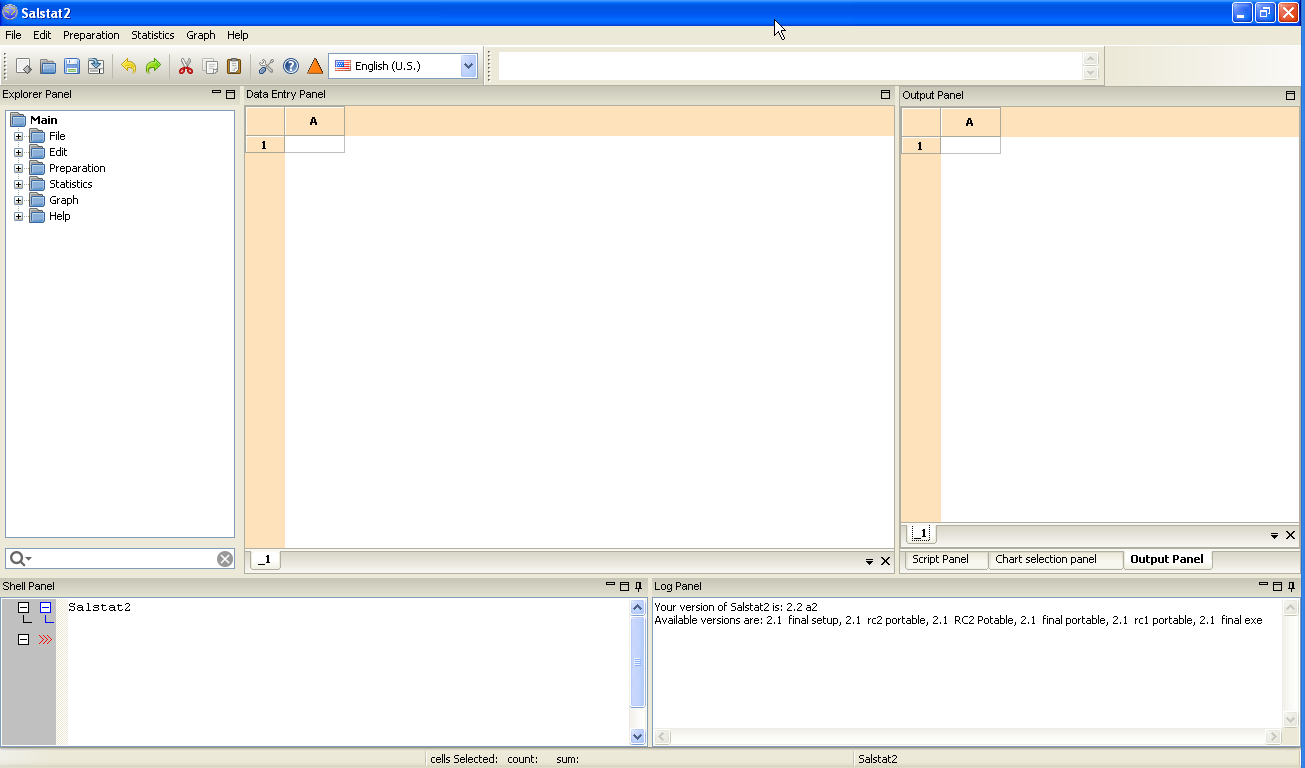 Salstat2
File Edit Preparation Statistics Graph Help
English (U.S.)
Explorer Panel
Main
File
Edit
Preparation
Statistics
Graph
Help
Data Entry Panel
A
1
_1
Output Panel
A
1
_1
Script Panel Chart selection panel Output Panel
Shell Panel
Salstat2
Log Panel
Your version of Salstat2 is: 2.2 a2
Available versions are: 2.1 final setup, 2.1 rc2 portable, 2.1 RC2 Potable, 2.1 final portable, 2.1 rc1 portable, 2.1 final exe
cells Selected: count: sum: Salstat2